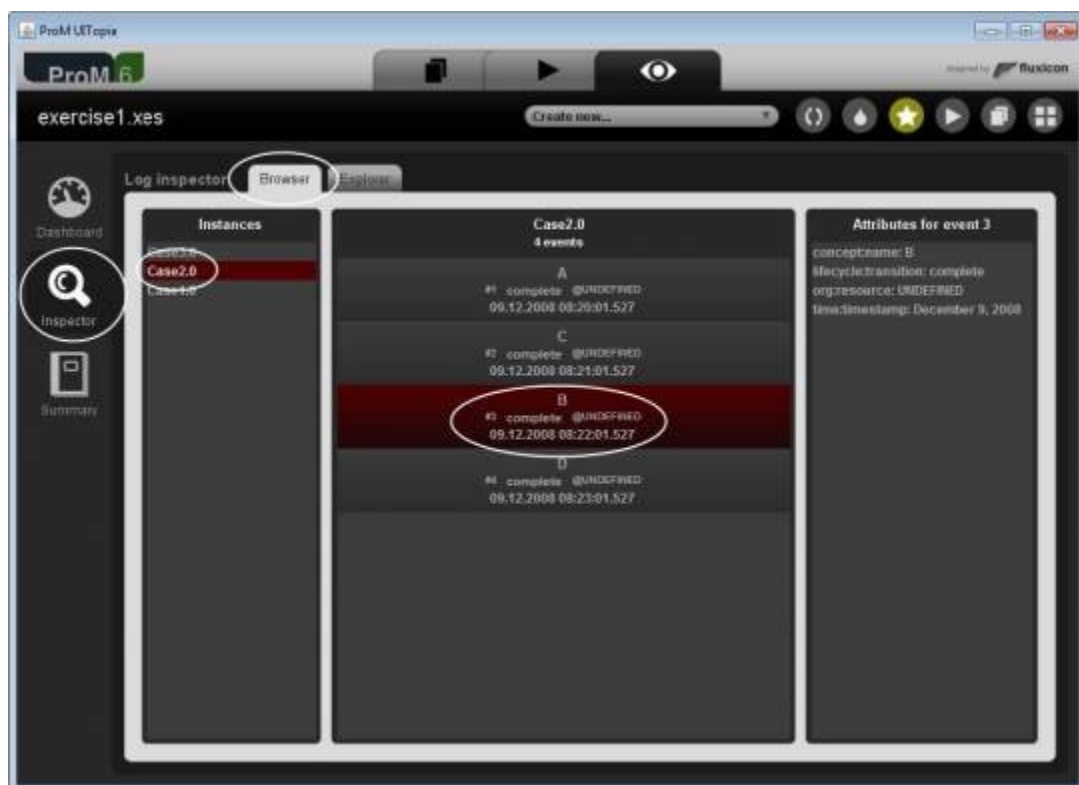 ProM UITopia
ProM 6
fluxicon
exercise1.xes
Create new...
Log inspector
Browser
Explorer
Dashboard
Inspector
Summary
Instances
Case3.0
Case2.0
Case1.0
Case2.0
4 events
A
#1 complete @UNDEFINED
09.12.2008 08:20:01.527
C
#2 complete @UNDEFINED
09.12.2008 08:21:01.527
B
#3 complete @UNDEFINED
09.12.2008 08:22:01.527
D
#4 complete @UNDEFINED
09.12.2008 08:23:01.527
Attributes for event 3
concept:name: B
lifecycle:transition: complete
org:resource: UNDEFINED
time:timestamp: December 9, 2008